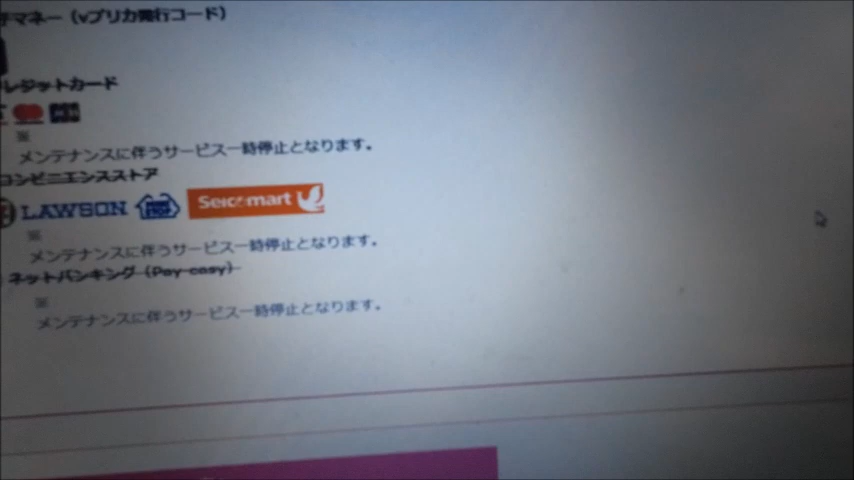 マネー（Vプリカ発行コード）
レジットカード
※
メンテナンスに伴うサービス一時停止となります。
コンビニエンスストア
LAWSON Seicomart
※
メンテナンスに伴うサービス一時停止となります。
ネットバンキング（Pay-easy）
※
メンテナンスに伴うサービス一時停止となります。